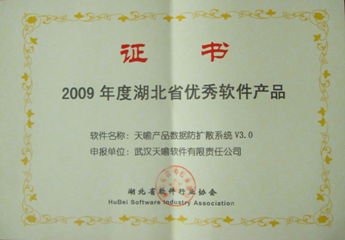 证书
2009 年度湖北省优秀软件产品
软件名称：天喻产品数据防扩散系统 V3.0
申报单位：武汉天喻软件有限责任公司
湖北省软件行业协会
HuBei Software Industry Association